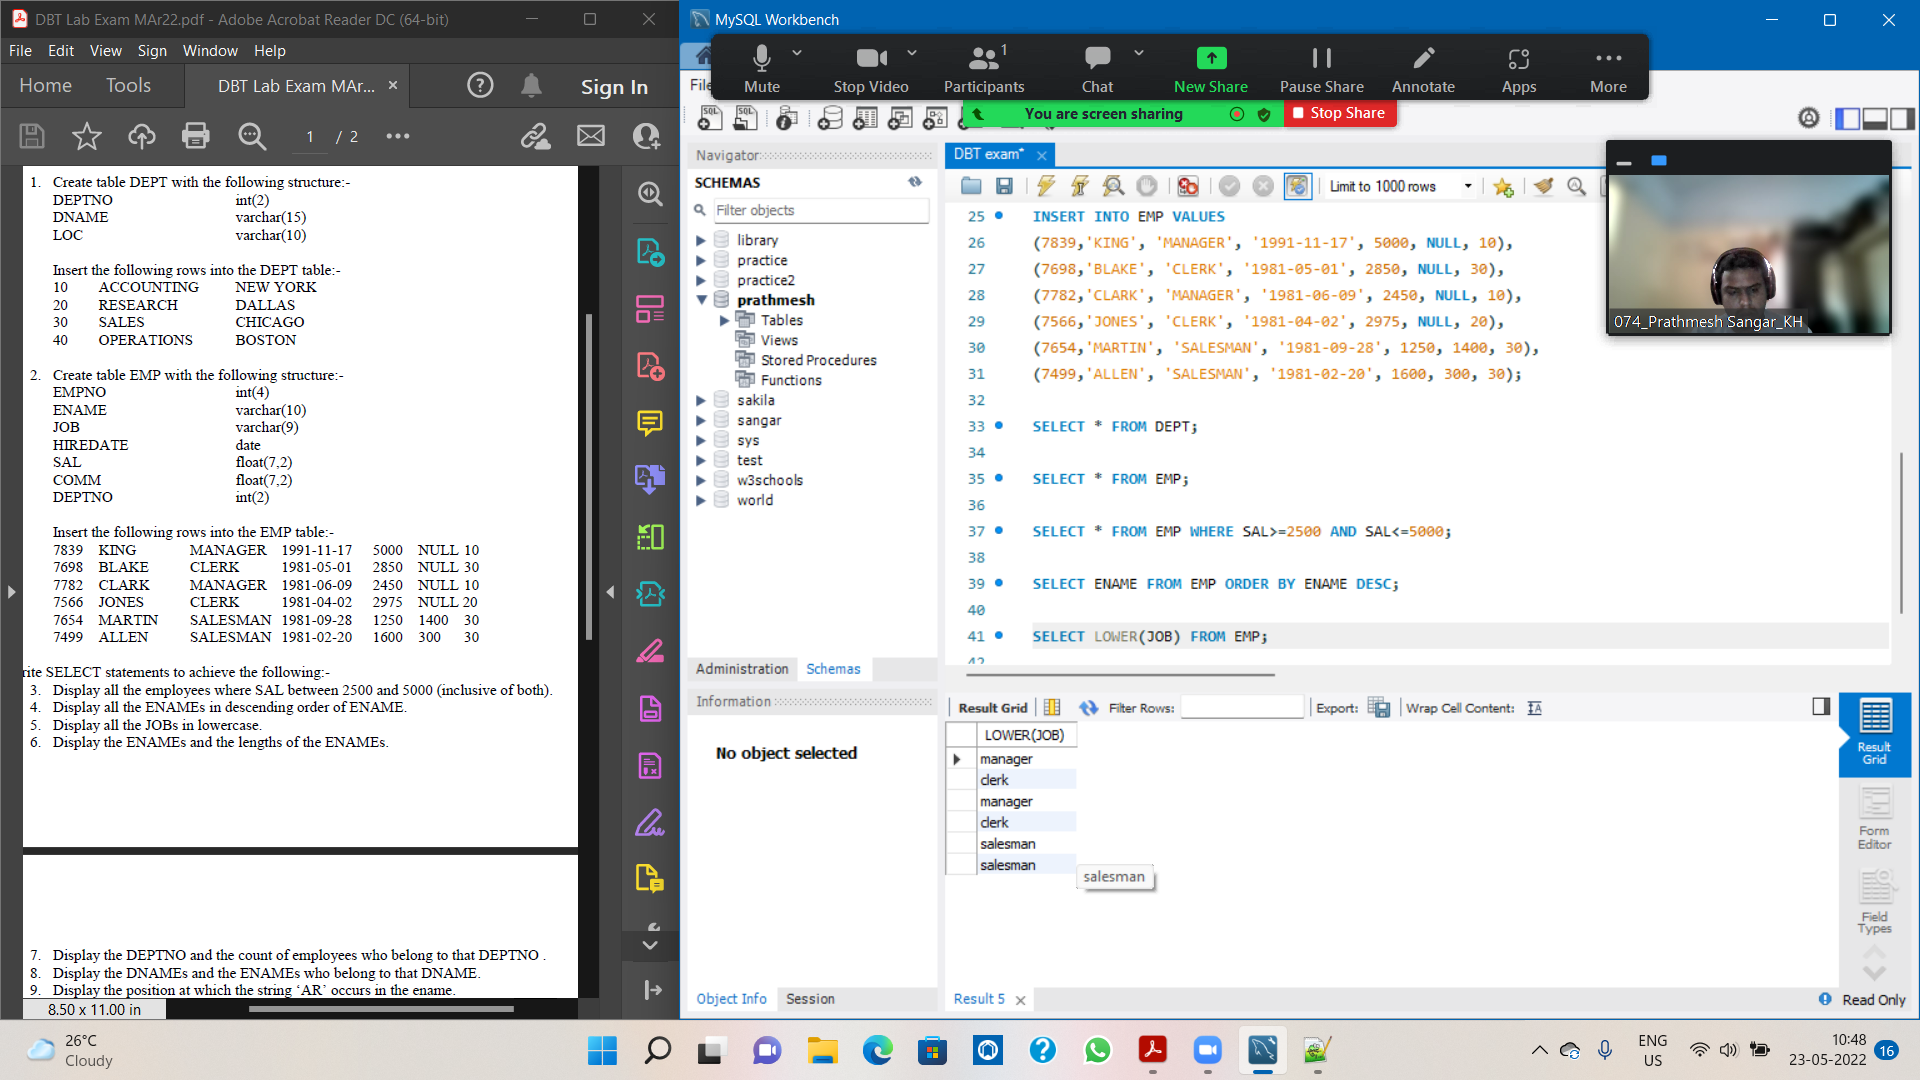 DBT Lab Exam MAr22.pdf - Adobe Acrobat Reader DC (64-bit)
File Edit View Sign Window Help
Home Tools DBT Lab Exam MAr... × Sign In
1 / 2
1. Create table DEPT with the following structure:-
DEPTNO int(2)
DNAME varchar(15)
LOC varchar(10)
Insert the following rows into the DEPT table:-
10 ACCOUNTING NEW YORK
20 RESEARCH DALLAS
30 SALES CHICAGO
40 OPERATIONS BOSTON
2. Create table EMP with the following structure:-
EMPNO int(4)
ENAME varchar(10)
JOB varchar(9)
HIREDATE date
SAL float(7,2)
COMM float(7,2)
DEPTNO int(2)
Insert the following rows into the EMP table:-
7839 KING MANAGER 1991-11-17 5000 NULL 10
7698 BLAKE CLERK 1981-05-01 2850 NULL 30
7782 CLARK MANAGER 1981-06-09 2450 NULL 10
7566 JONES CLERK 1981-04-02 2975 NULL 20
7654 MARTIN SALESMAN 1981-09-28 1250 1400 30
7499 ALLEN SALESMAN 1981-02-20 1600 300 30
rite SELECT statements to achieve the following:-
3. Display all the employees where SAL between 2500 and 5000 (inclusive of both).
4. Display all the ENAMEs in descending order of ENAME.
5. Display all the JOBs in lowercase.
6. Display the ENAMEs and the lengths of the ENAMEs.
7. Display the DEPTNO and the count of employees who belong to that DEPTNO .
8. Display the DNAMEs and the ENAMEs who belong to that DNAME.
9. Display the position at which the string ‘AR’ occurs in the ename.
8.50 x 11.00 in
MySQL Workbench
Mute Stop Video Participants 1 Chat New Share Pause Share Annotate Apps More
You are screen sharing Stop Share
File
Navigator
SCHEMAS
Filter objects
library
practice
practice2
prathmesh
Tables
Views
Stored Procedures
Functions
sakila
sangar
sys
test
w3schools
world
Administration Schemas
Information
No object selected
Object Info Session
DBT exam* ×
Limit to 1000 rows
25 INSERT INTO EMP VALUES
26 (7839,'KING', 'MANAGER', '1991-11-17', 5000, NULL, 10),
27 (7698,'BLAKE', 'CLERK', '1981-05-01', 2850, NULL, 30),
28 (7782,'CLARK', 'MANAGER', '1981-06-09', 2450, NULL, 10),
29 (7566,'JONES', 'CLERK', '1981-04-02', 2975, NULL, 20),
30 (7654,'MARTIN', 'SALESMAN', '1981-09-28', 1250, 1400, 30),
31 (7499,'ALLEN', 'SALESMAN', '1981-02-20', 1600, 300, 30);
32
33 SELECT * FROM DEPT;
34
35 SELECT * FROM EMP;
36
37 SELECT * FROM EMP WHERE SAL>=2500 AND SAL<=5000;
38
39 SELECT ENAME FROM EMP ORDER BY ENAME DESC;
40
41 SELECT LOWER(JOB) FROM EMP;
42
074_Prathmesh Sangar_KH
Result Grid Filter Rows: Export: Wrap Cell Content:
LOWER(JOB)
manager
clerk
manager
clerk
salesman
salesman
salesman
Result Grid
Form Editor
Field Types
Result 5 ×
Read Only
26°C
Cloudy
ENG
US
10:48
23-05-2022
16